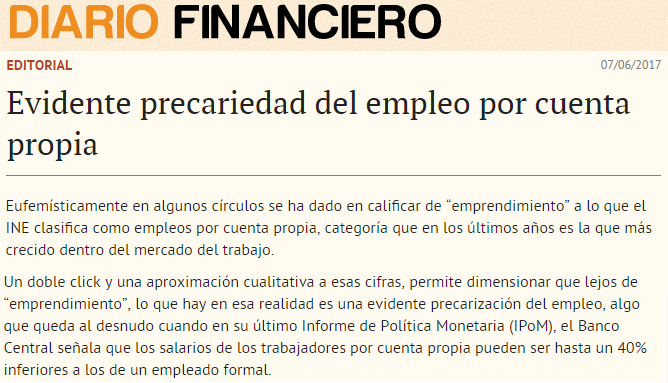 DIARIO FINANCIERO
EDITORIAL 07/06/2017
Evidente precariedad del empleo por cuenta
propia
Eufemísticamente en algunos círculos se ha dado en calificar de “emprendimiento” a lo que el
INE clasifica como empleos por cuenta propia, categoría que en los últimos años es la que más
crecido dentro del mercado del trabajo.
Un doble click y una aproximación cualitativa a esas cifras, permite dimensionar que lejos de
“emprendimiento”, lo que hay en esa realidad es una evidente precarización del empleo, algo
que queda al desnudo cuando en su último Informe de Política Monetaria (IPoM), el Banco
Central señala que los salarios de los trabajadores por cuenta propia pueden ser hasta un 40%
inferiores a los de un empleado formal.